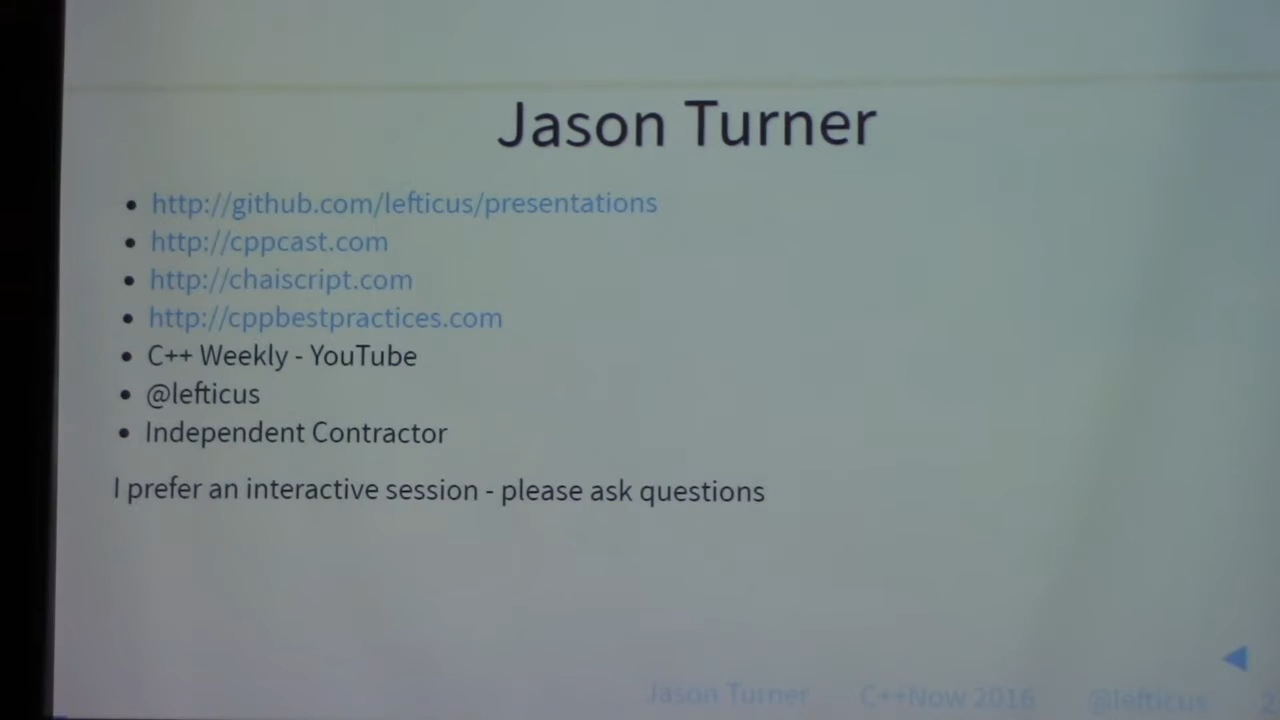 Jason Turner
http://github.com/lefticus/presentations
http://cppcast.com
http://chaiscript.com
http://cppbestpractices.com
C++ Weekly - YouTube
@lefticus
Independent Contractor
I prefer an interactive session - please ask questions
Jason Turner C++Now 2016 @lefticus